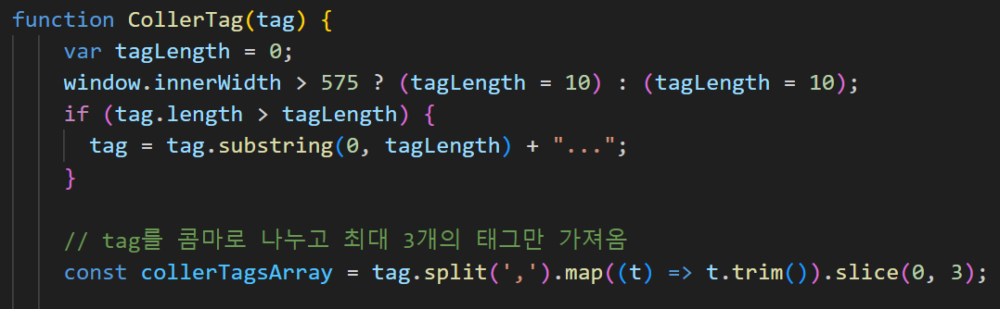 function CollerTag(tag) {
var tagLength = 0;
window.innerWidth > 575 ? (tagLength = 10) : (tagLength = 10);
if (tag.length > tagLength) {
tag = tag.substring(0, tagLength) + "...";
}
// tag를 콤마로 나누고 최대 3개의 태그만 가져옴
const collerTagsArray = tag.split(',').map((t) => t.trim()).slice(0, 3);